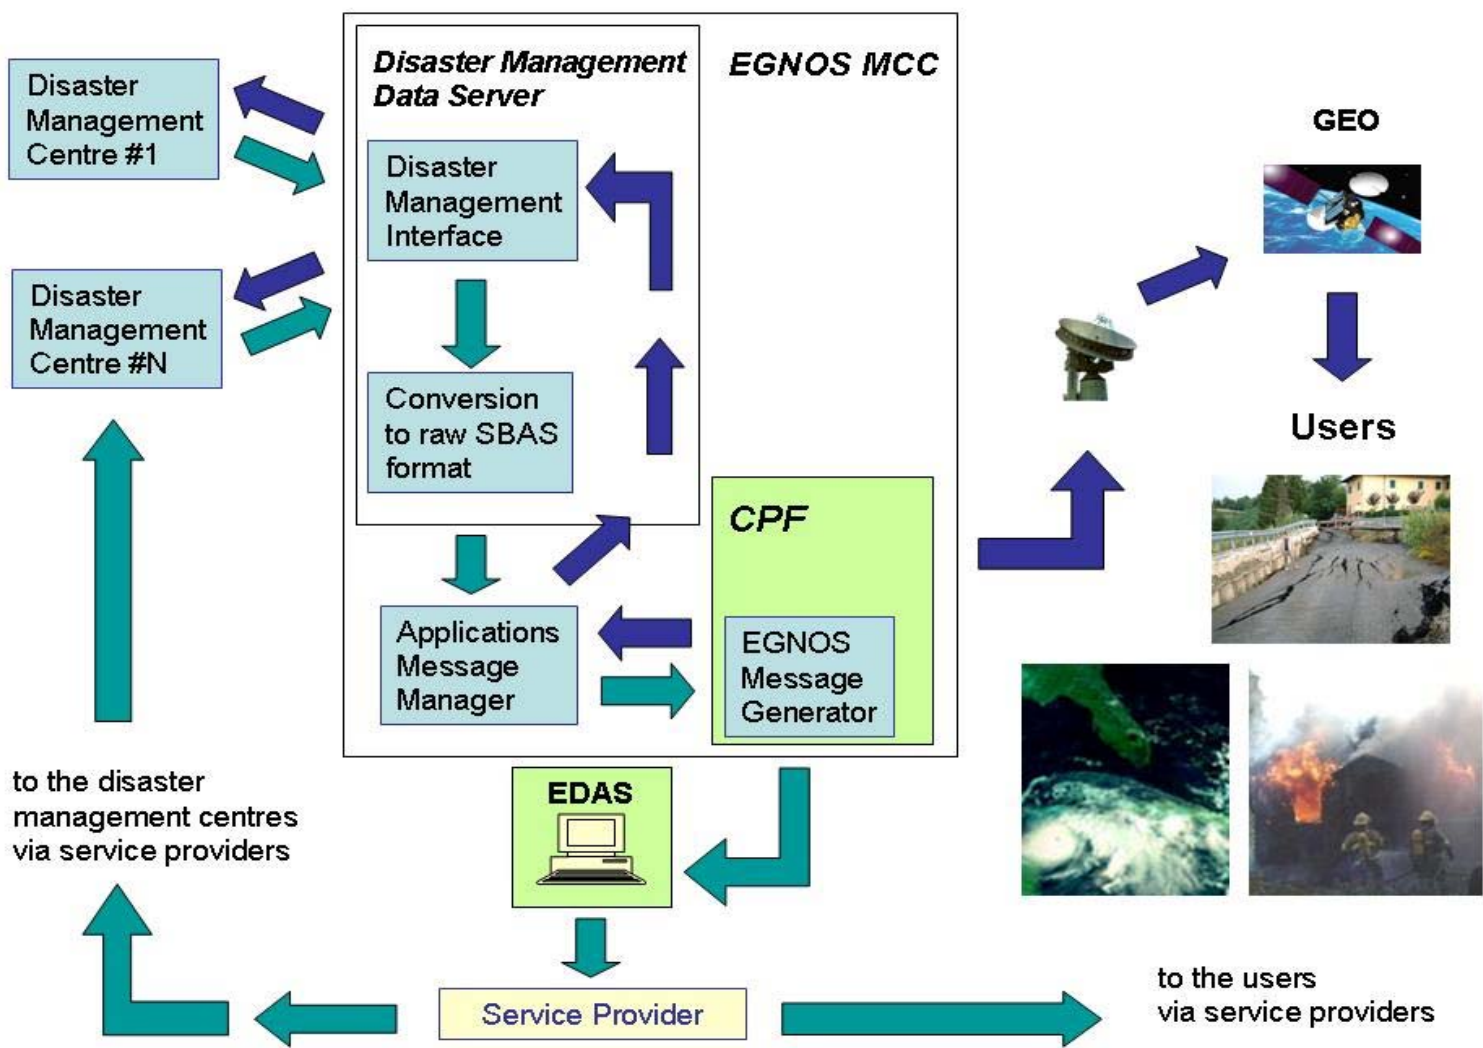 Disaster
Management
Centre #1
Disaster
Management
Centre #N
to the disaster
management centres
via service providers
Disaster Management
Data Server
EGNOS MCC
Disaster
Management
Interface
Conversion
to raw SBAS
format
Applications
Message
Manager
CPF
EGNOS
Message
Generator
EDAS
Service Provider
GEO
Users
to the users
via service providers